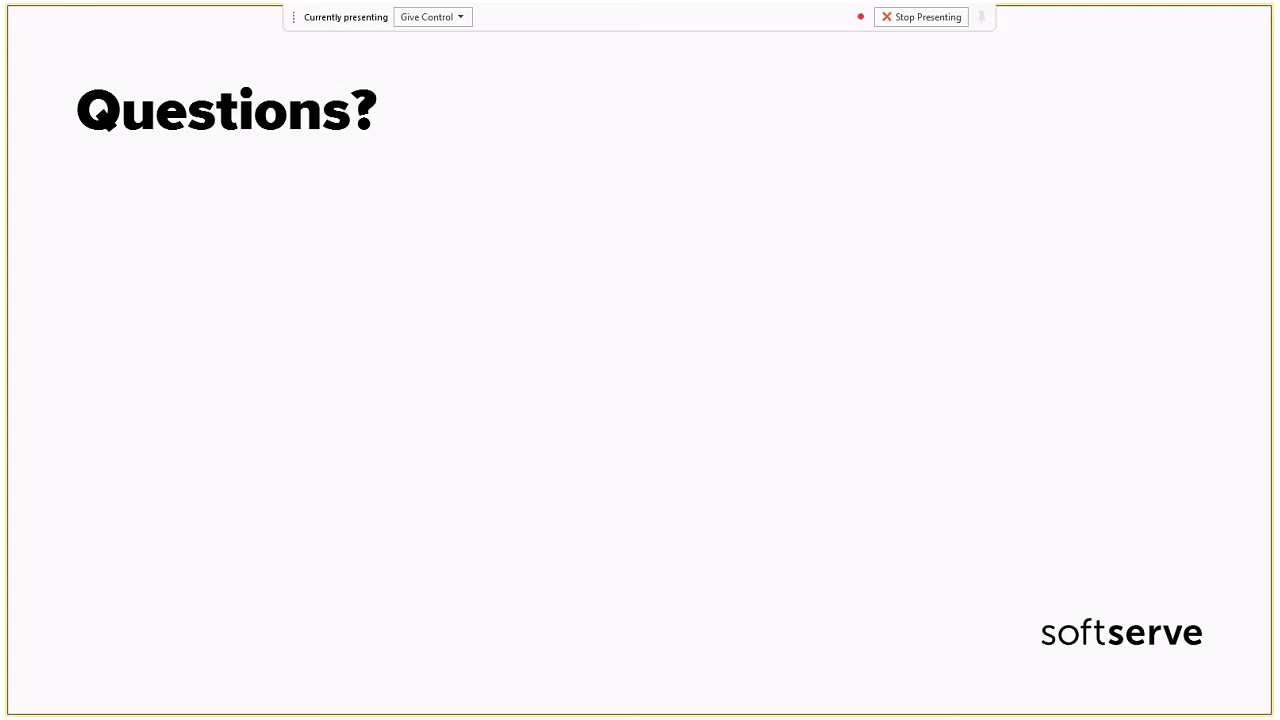 Currently presenting Give Control Stop Presenting
Questions?
softserve